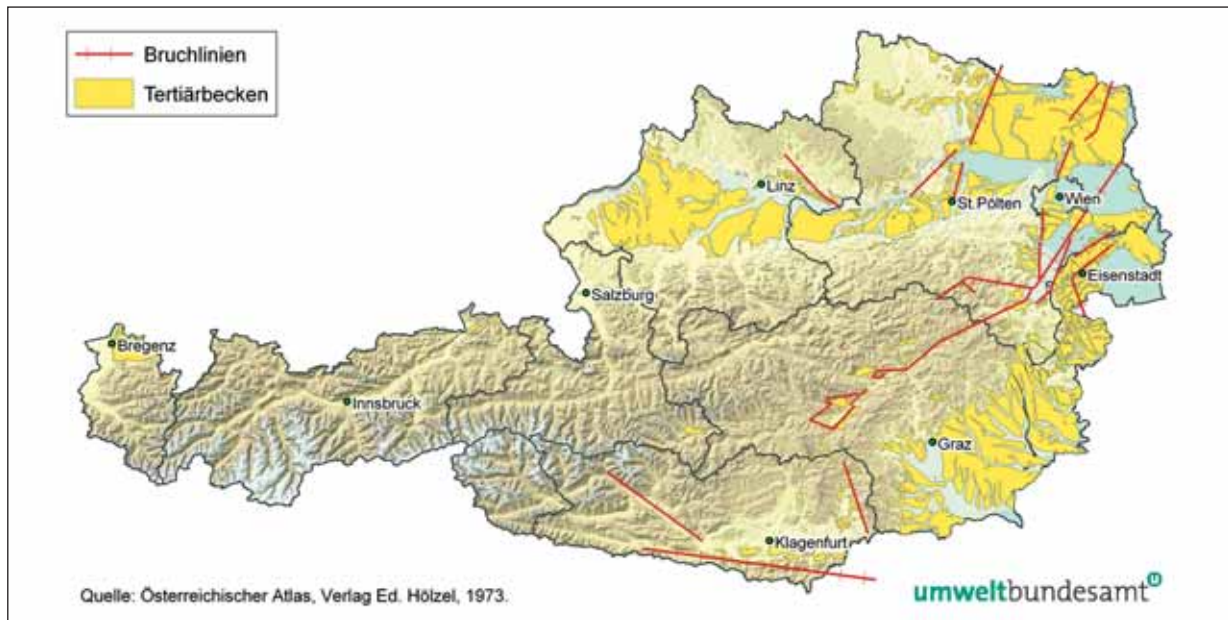 Bruchlinien
Tertiärbecken
Linz
St.Pölten
Wien
Eisenstadt
Salzburg
Bregenz
Innsbruck
Graz
Klagenfurt
Quelle: Österreichischer Atlas, Verlag Ed. Hölzel, 1973.
umweltbundesamt U